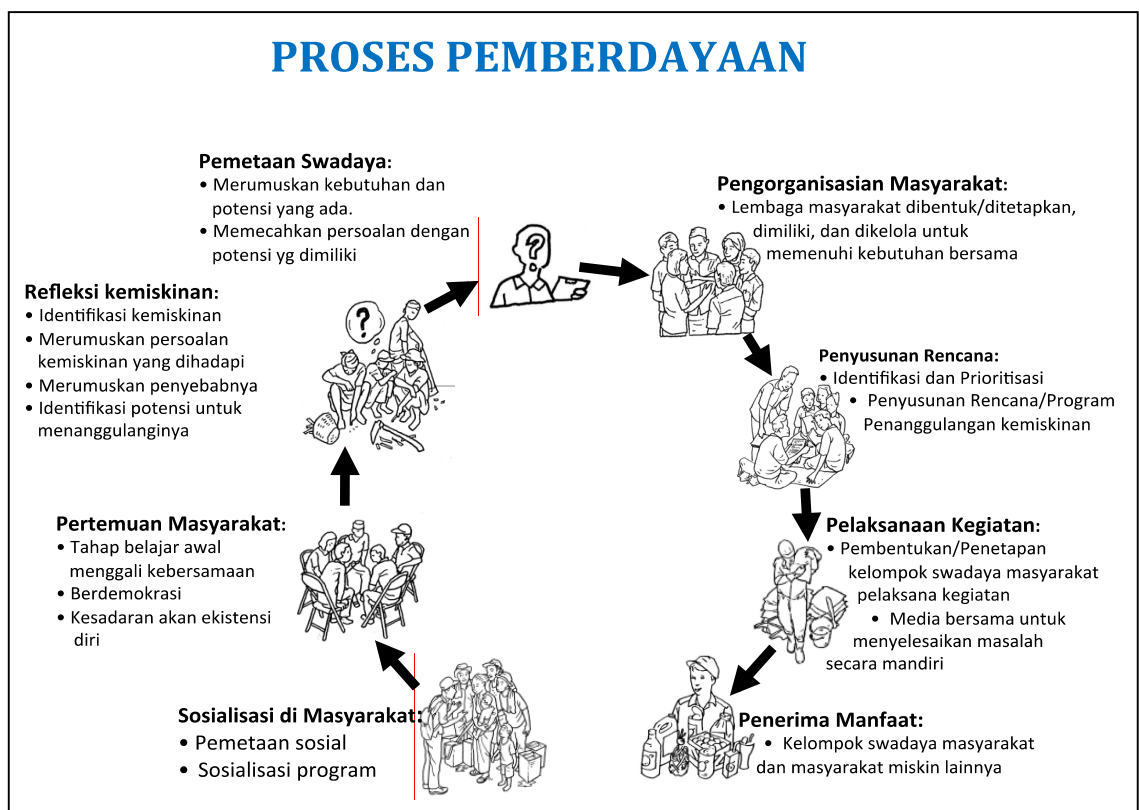 PROSES PEMBERDAYAAN
Pemetaan Swadaya:
• Merumuskan kebutuhan dan
potensi yang ada.
• Memecahkan persoalan dengan
potensi yg dimiliki
Pengorganisasian Masyarakat:
• Lembaga masyarakat dibentuk/ditetapkan,
dimiliki, dan dikelola untuk
memenuhi kebutuhan bersama
Refleksi kemiskinan:
• Identifikasi kemiskinan
• Merumuskan persoalan
kemiskinan yang dihadapi
• Merumuskan penyebabnya
• Identifikasi potensi untuk
menanggulanginya
?
?
Penyusunan Rencana:
• Identifikasi dan Prioritisasi
• Penyusunan Rencana/Program
Penanggulangan kemiskinan
Pertemuan Masyarakat:
• Tahap belajar awal
menggali kebersamaan
• Berdemokrasi
• Kesadaran akan ekistensi
diri
Pelaksanaan Kegiatan:
• Pembentukan/Penetapan
kelompok swadaya masyarakat
pelaksana kegiatan
• Media bersama untuk
menyelesaikan masalah
secara mandiri
Sosialisasi di Masyarakat:
• Pemetaan sosial
• Sosialisasi program
Penerima Manfaat:
• Kelompok swadaya masyarakat
dan masyarakat miskin lainnya